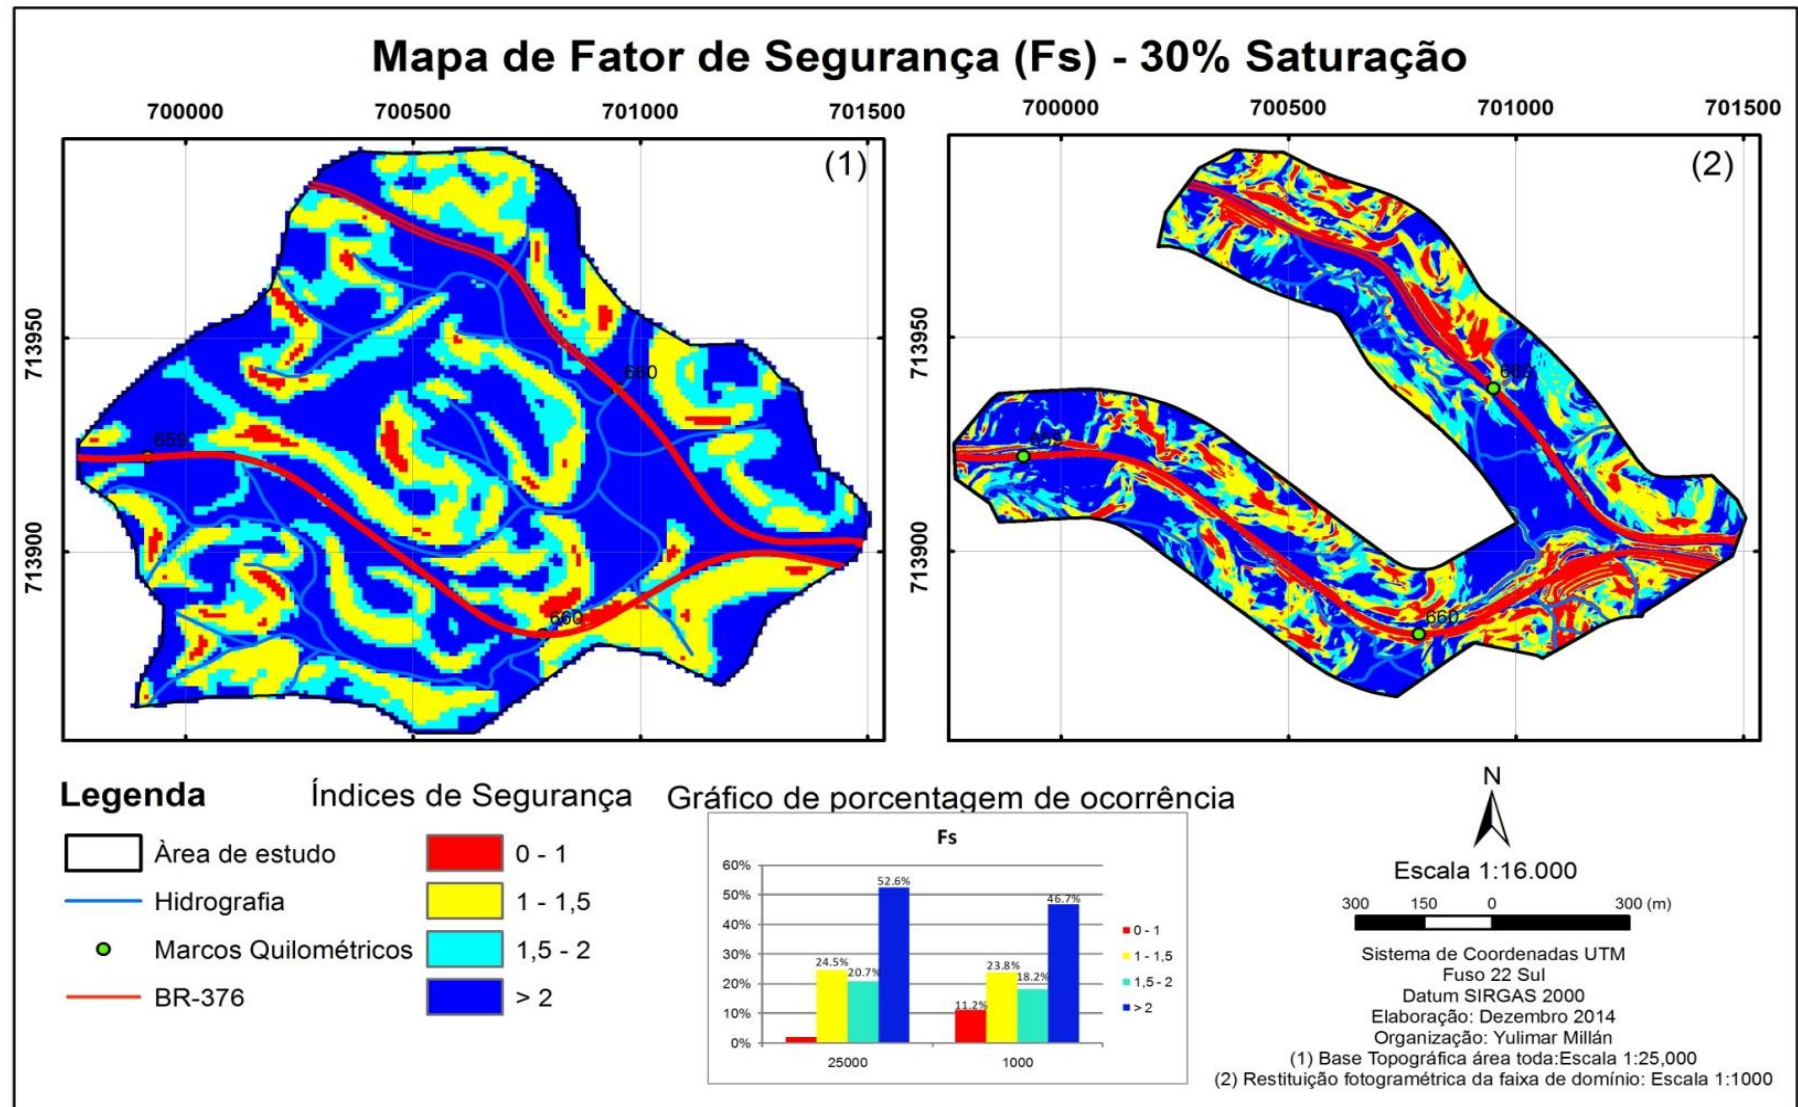 Mapa de Fator de Segurança (Fs) - 30% Saturação
700000 700500 701000 701500
700000 700500 701000 701500
(1)
(2)
713950
713900
713950
713900
659
660
660
659
660
660
Legenda
Àrea de estudo
Hidrografia
Marcos Quilométricos
BR-376
Índices de Segurança
0 - 1
1 - 1,5
1,5 - 2
> 2
Gráfico de porcentagem de ocorrência
Fs
60%
50%
40%
30%
20%
10%
0%
24.5%
20.7%
52.6%
11.2%
23.8%
18.2%
46.7%
25000
1000
0 - 1
1 - 1,5
1,5 - 2
> 2
N
Escala 1:16.000
300 150 0 300 (m)
Sistema de Coordenadas UTM
Fuso 22 Sul
Datum SIRGAS 2000
Elaboração: Dezembro 2014
Organização: Yulimar Millán
(1) Base Topográfica área toda:Escala 1:25,000
(2) Restituição fotogramétrica da faixa de domínio: Escala 1:1000